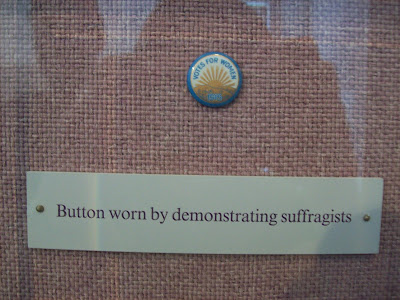 VOTES FOR WOMEN
Button worn by demonstrating suffragists